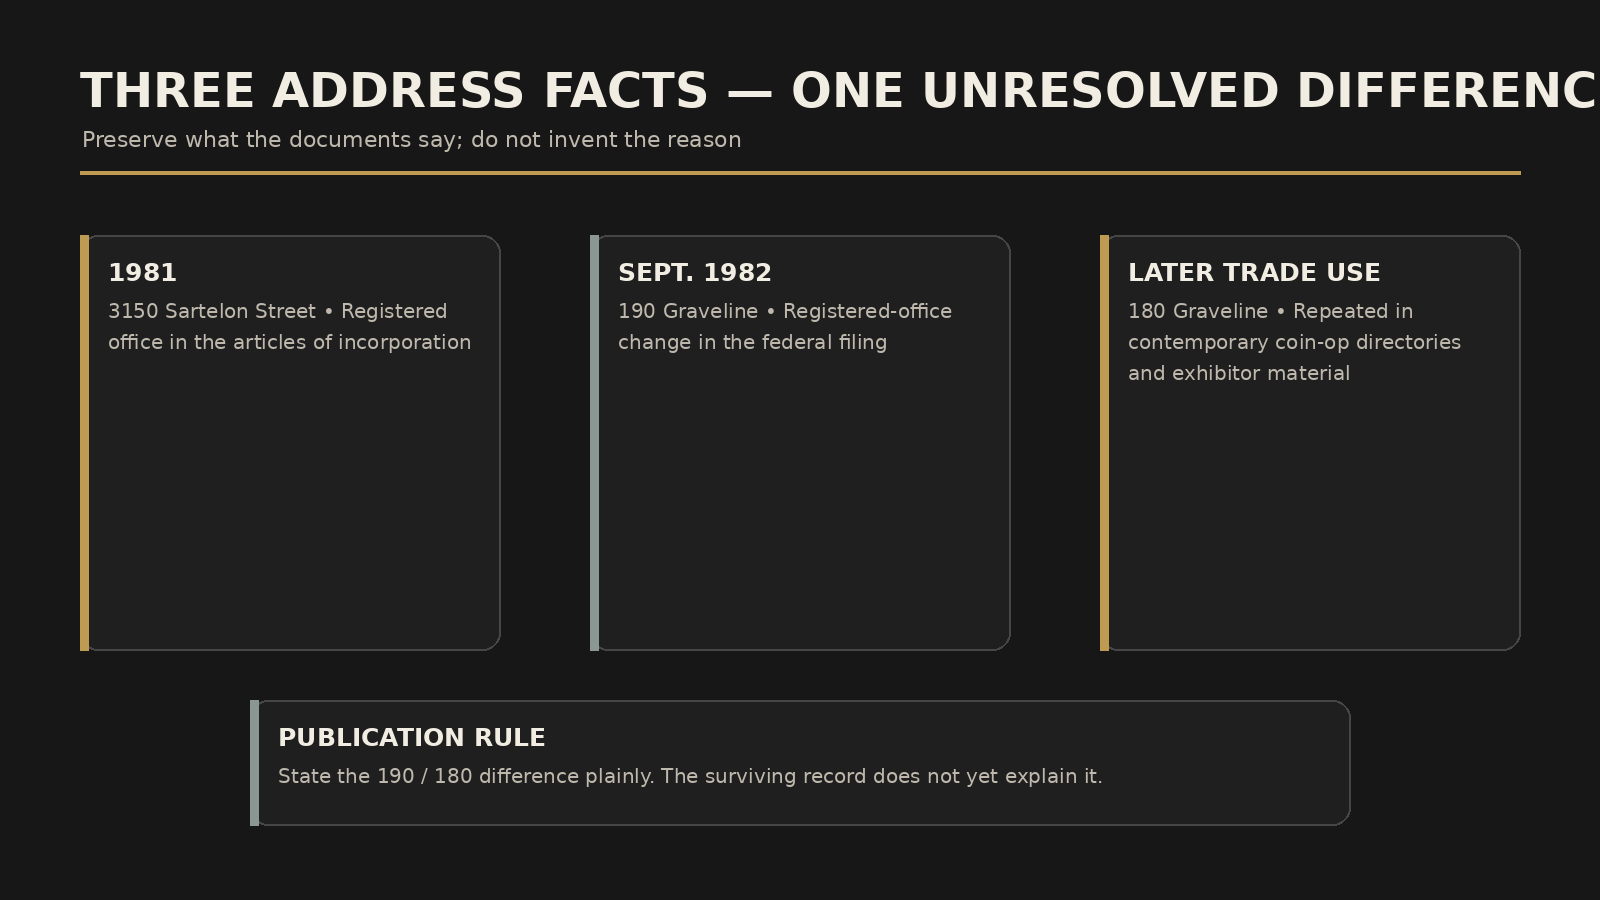 THREE ADDRESS FACTS — ONE UNRESOLVED DIFFERENC
Preserve what the documents say; do not invent the reason
1981
3150 Sartelon Street • Registered
office in the articles of incorporation
SEPT. 1982
190 Graveline • Registered-office
change in the federal filing
LATER TRADE USE
180 Graveline • Repeated in
contemporary coin-op directories
and exhibitor material
PUBLICATION RULE
State the 190 / 180 difference plainly. The surviving record does not yet explain it.